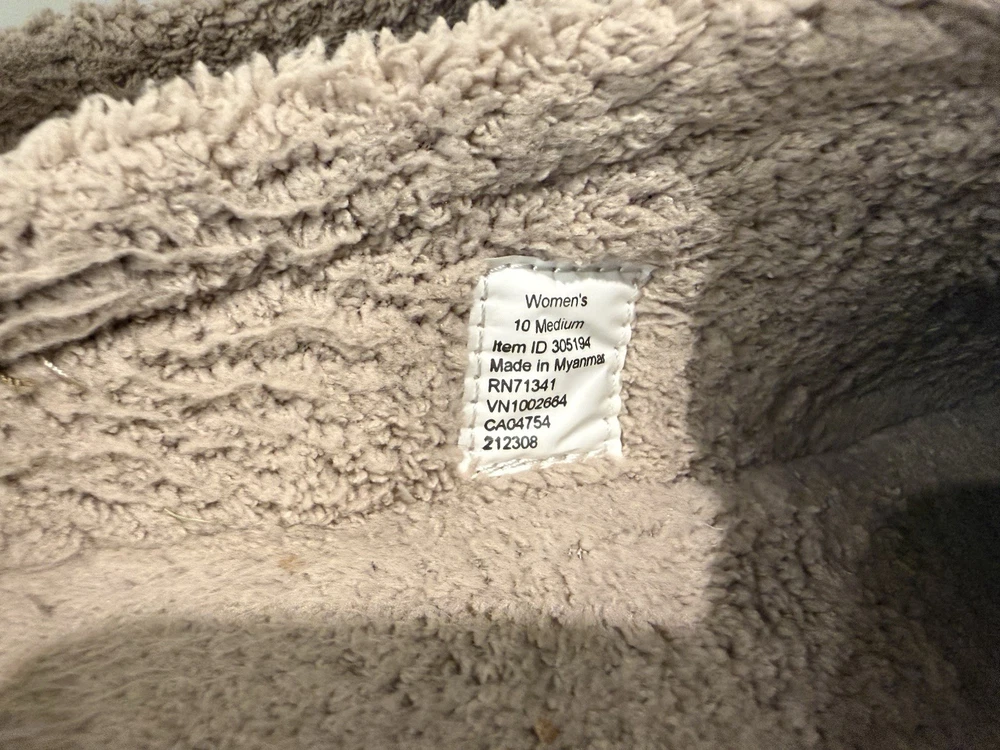 Women's
10 Medium
Item ID 305194
Made in Myanmar
RN71341
VN1002664
CA04754
212308